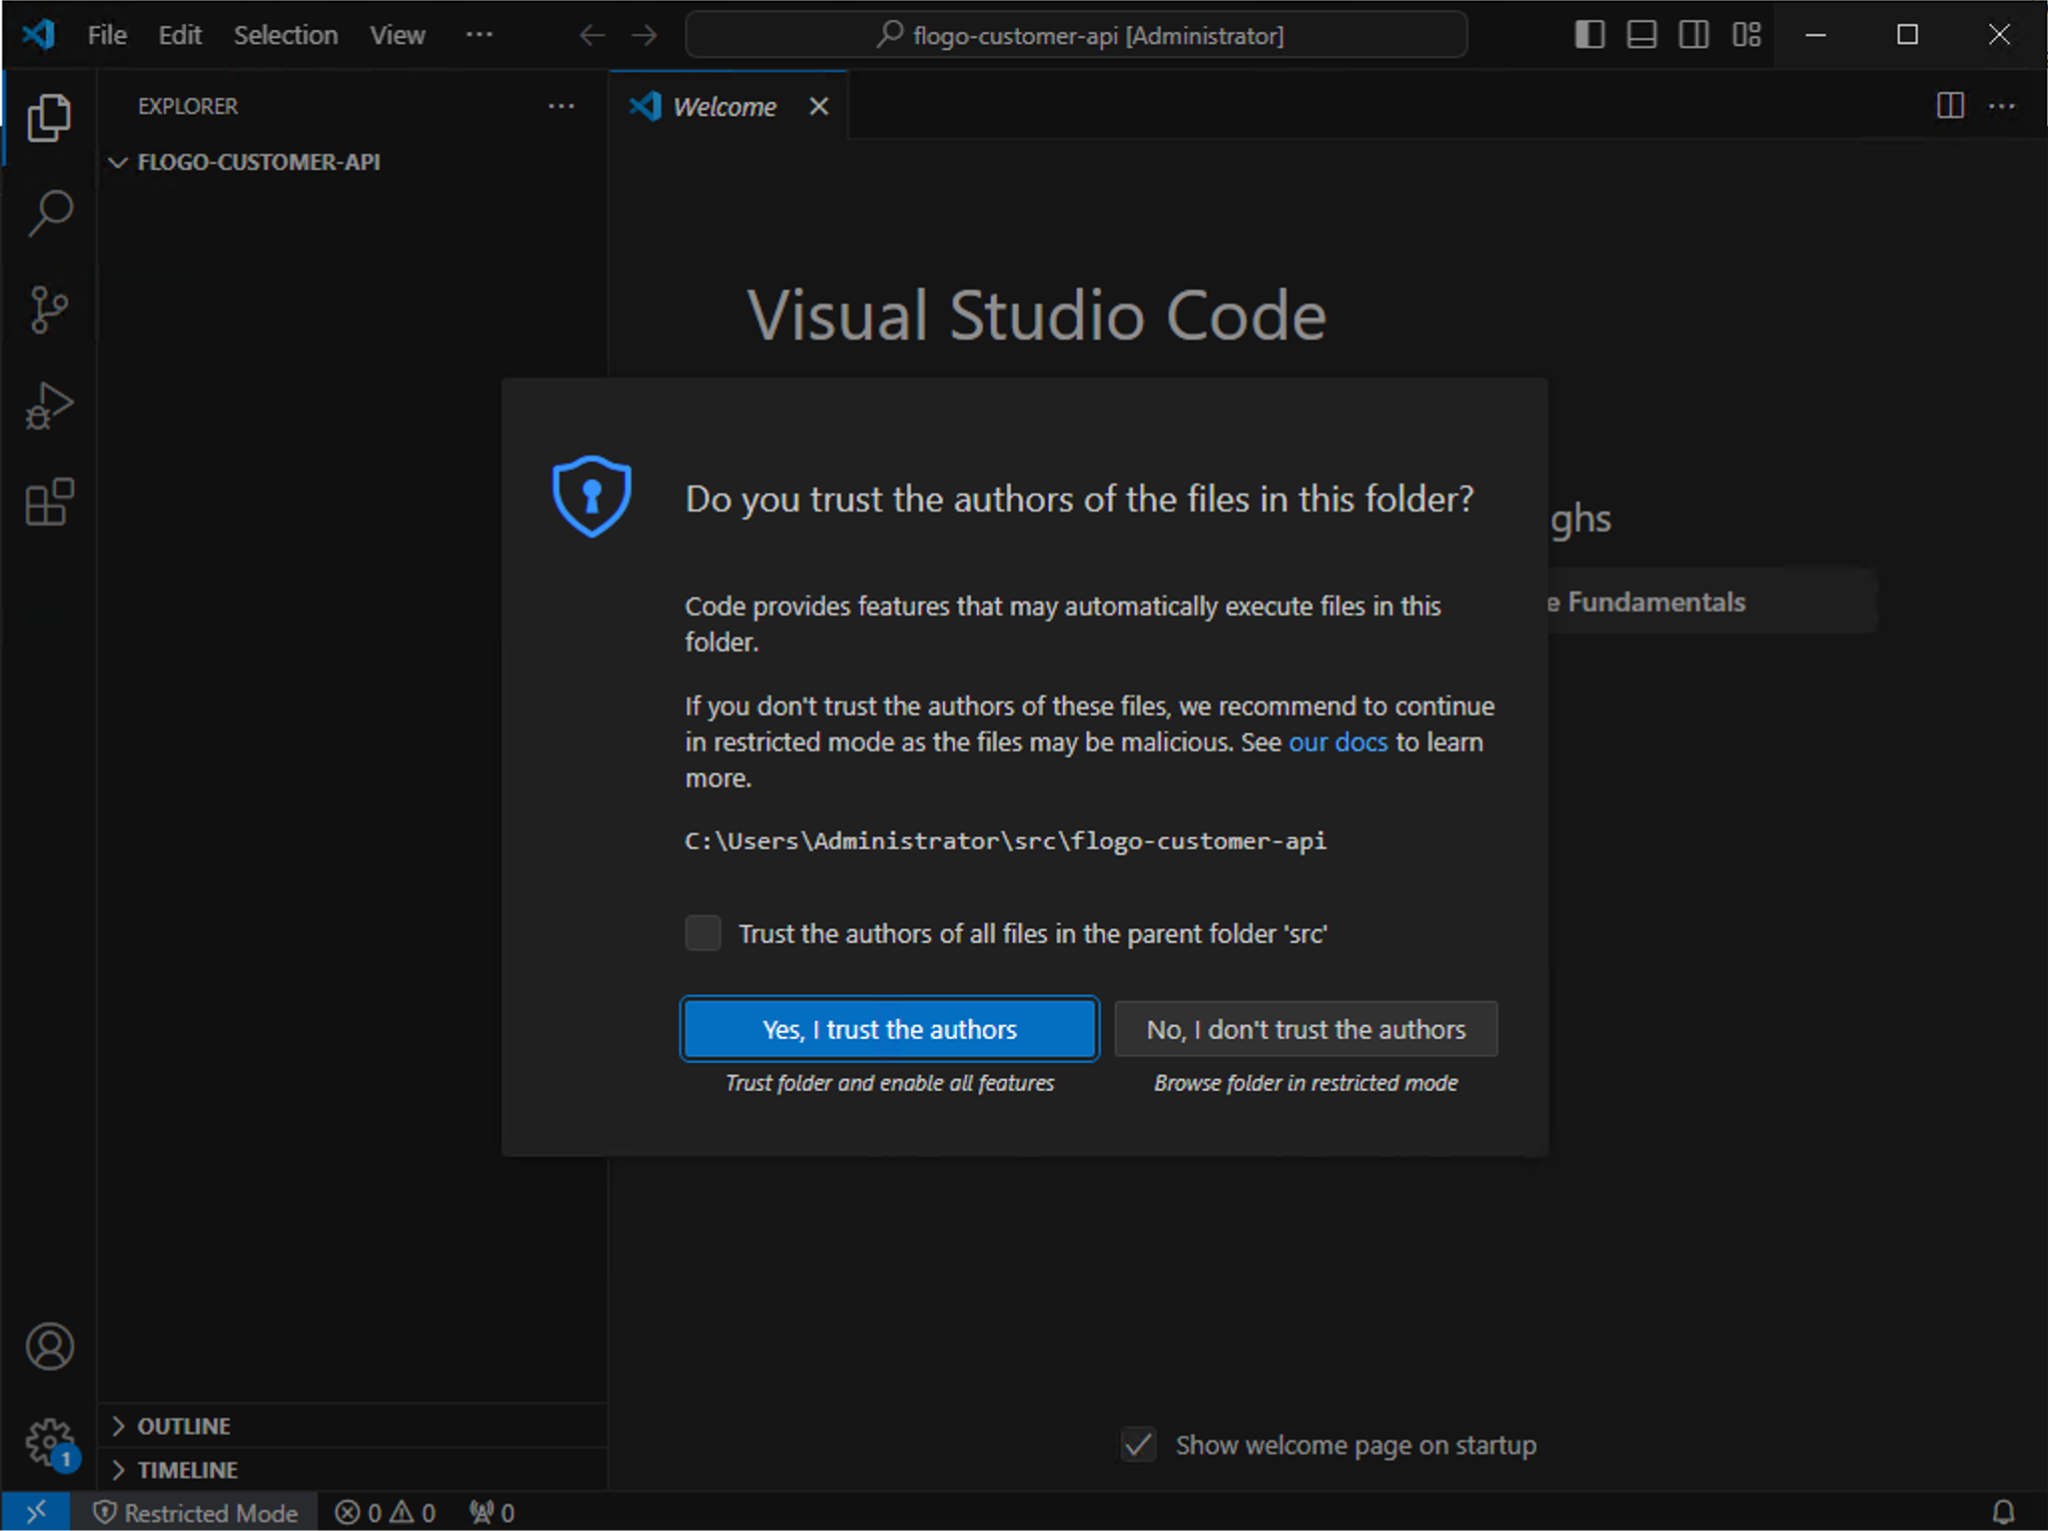 File Edit Selection View ··· flogo-customer-api [Administrator]
EXPLORER ···
Welcome
FLOGO-CUSTOMER-API
Visual Studio Code
ghs
e Fundamentals
Do you trust the authors of the files in this folder?
Code provides features that may automatically execute files in this
folder.
If you don't trust the authors of these files, we recommend to continue
in restricted mode as the files may be malicious. See our docs to learn
more.
C:\Users\Administrator\src\flogo-customer-api
Trust the authors of all files in the parent folder 'src'
Yes, I trust the authors
No, I don't trust the authors
Trust folder and enable all features
Browse folder in restricted mode
OUTLINE
TIMELINE
1
Show welcome page on startup
Restricted Mode 0 0 0